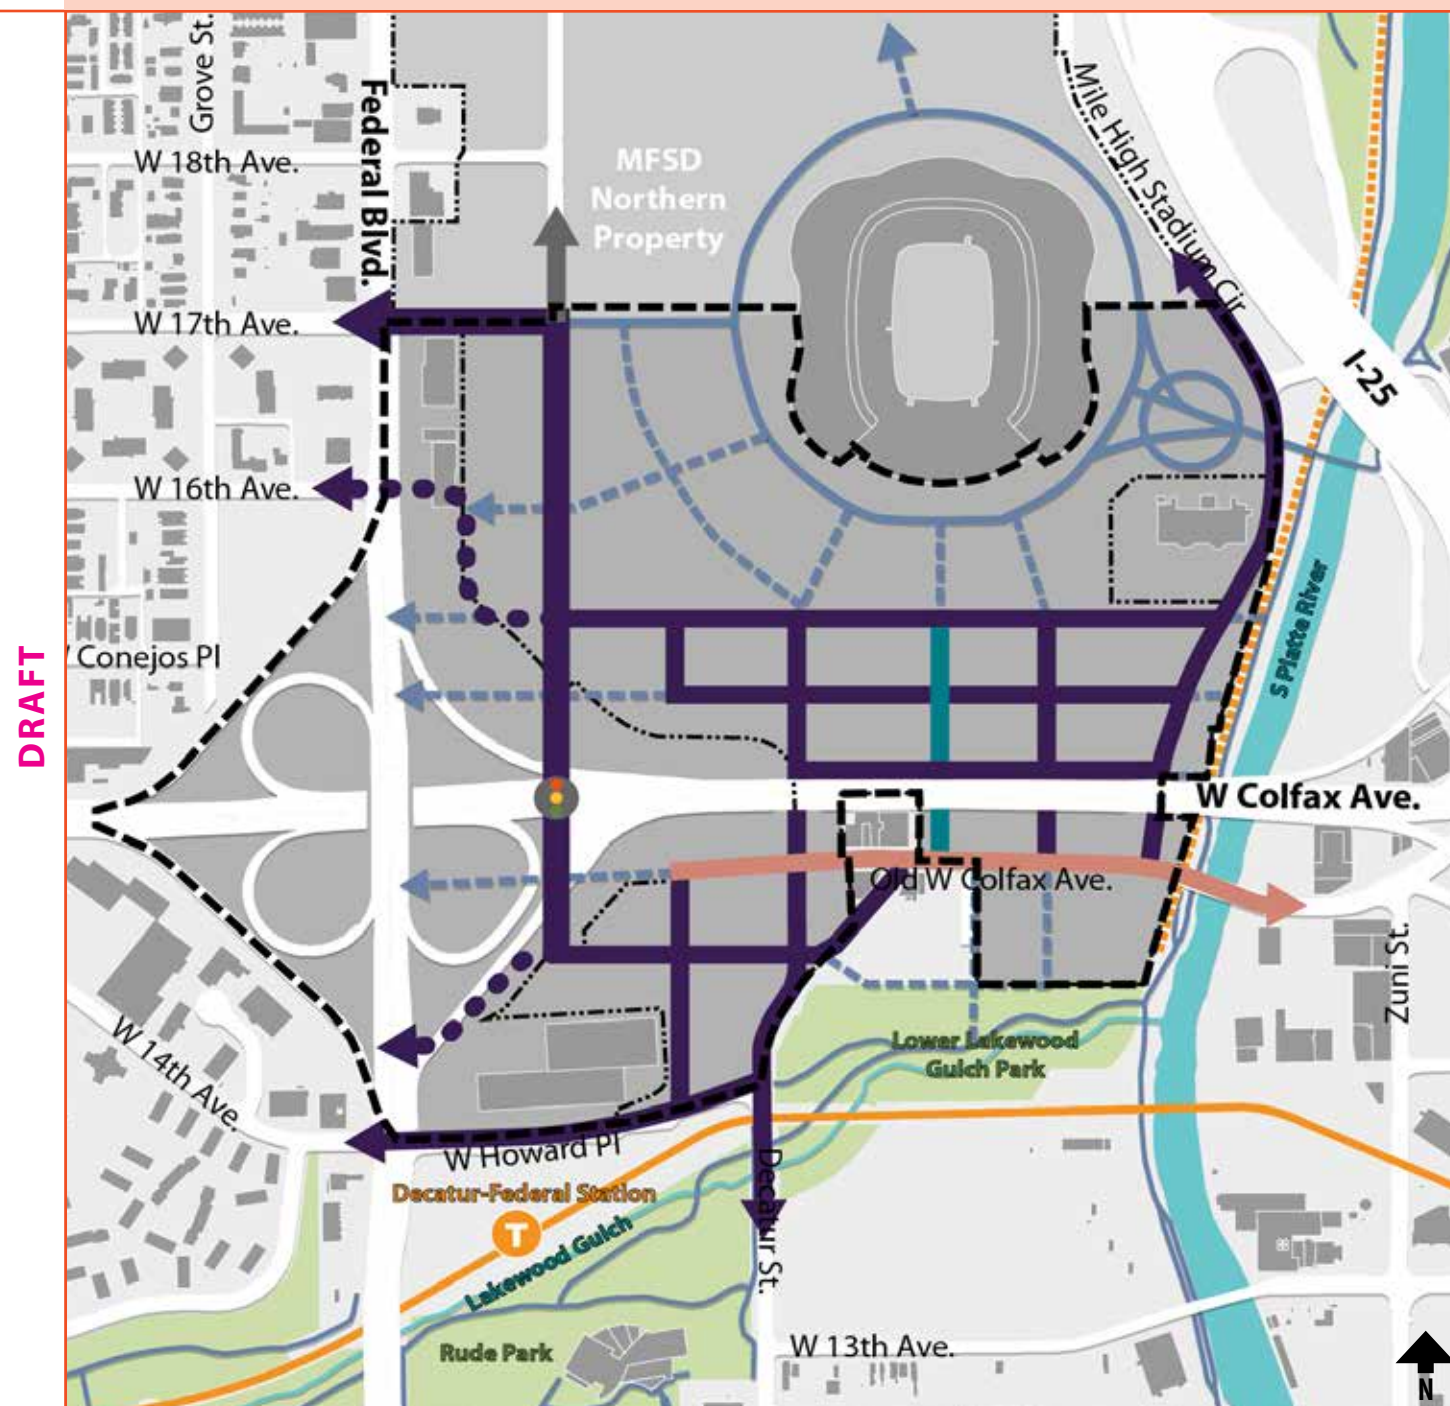 Grove St.
Federal Blvd.
Mile High Stadium Cir
W 18th Ave.
MFSD
Northern
Property
W 17th Ave.
I-25
W 16th Ave.
S Platte River
Conejos Pl
DRAFT
W Colfax Ave.
Old W Colfax Ave.
Zuni St.
W 14th Ave.
Lower Lakewood
Gulch Park
W Howard Pl
Decatur-Federal Station
T
Decatur St.
Lakewood Gulch
Rude Park
W 13th Ave.
N